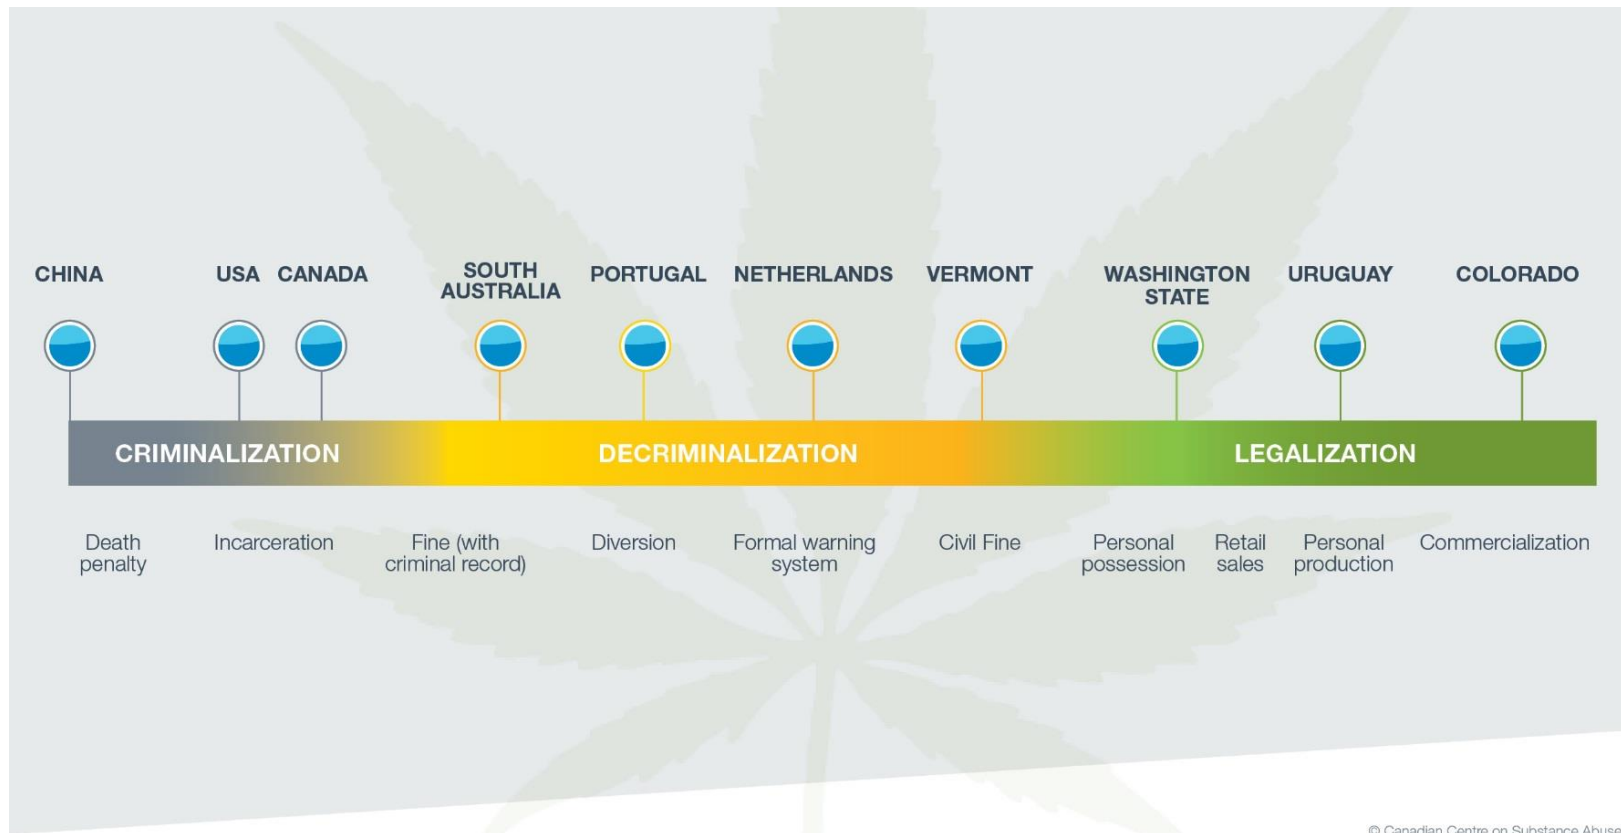 CHINA
USA
CANADA
SOUTH
AUSTRALIA
PORTUGAL
NETHERLANDS
VERMONT
WASHINGTON
STATE
URUGUAY
COLORADO
CRIMINALIZATION
DECRIMINALIZATION
LEGALIZATION
Death
penalty
Incarceration
Fine (with
criminal record)
Diversion
Formal warning
system
Civil Fine
Personal
possession
Retail
sales
Personal
production
Commercialization
© Canadian Centre on Substance Abuse